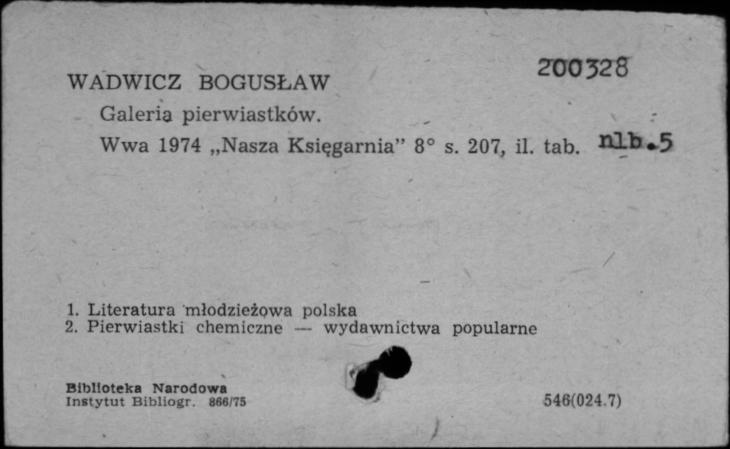 200328
WADWICZ BOGUSŁAW
Galeria pierwiastków.
Wwa 1974 „Nasza Księgarnia” 8° s. 207, il. tab. nlb.5
1. Literatura młodzieżowa polska
2. Pierwiastki chemiczne — wydawnictwa popularne
Biblioteka Narodowa
Instytut Bibliogr. 866/75
546(024.7)